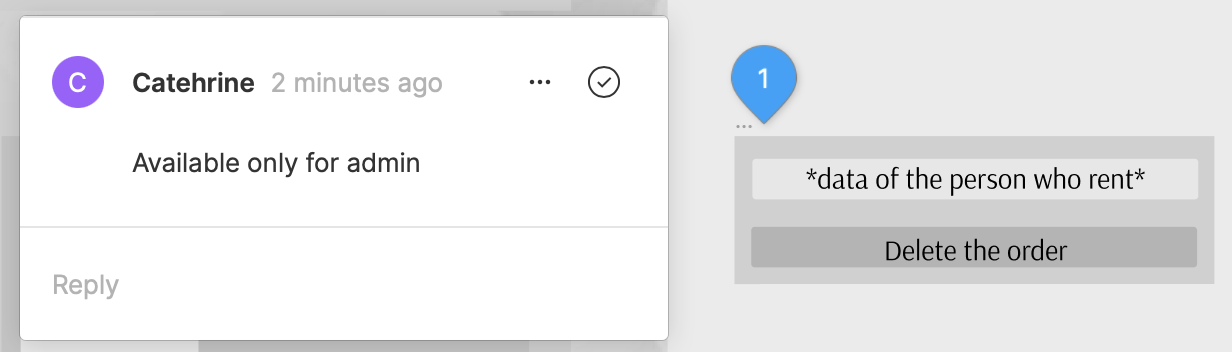 C
Catehrine 2 minutes ago ...
Available only for admin
Reply
1
...
*data of the person who rent*
Delete the order